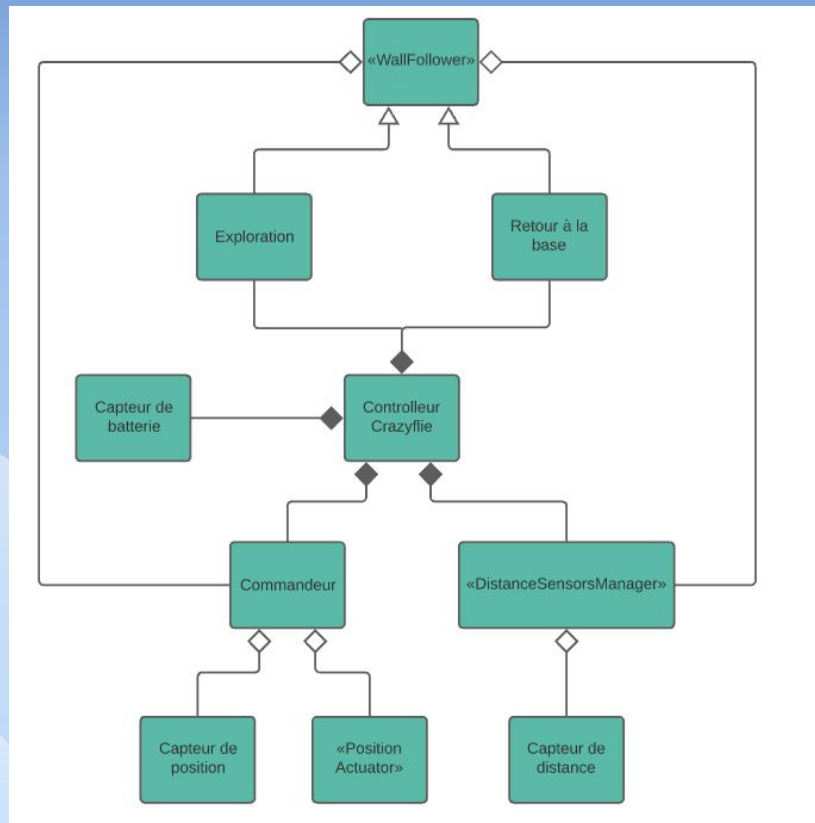 «WallFollower»
Exploration
Retour à la
base
Capteur de
batterie
Controlleur
Crazyflie
Commandeur
«DistanceSensorsManager»
Capteur de
position
«Position
Actuator»
Capteur de
distance